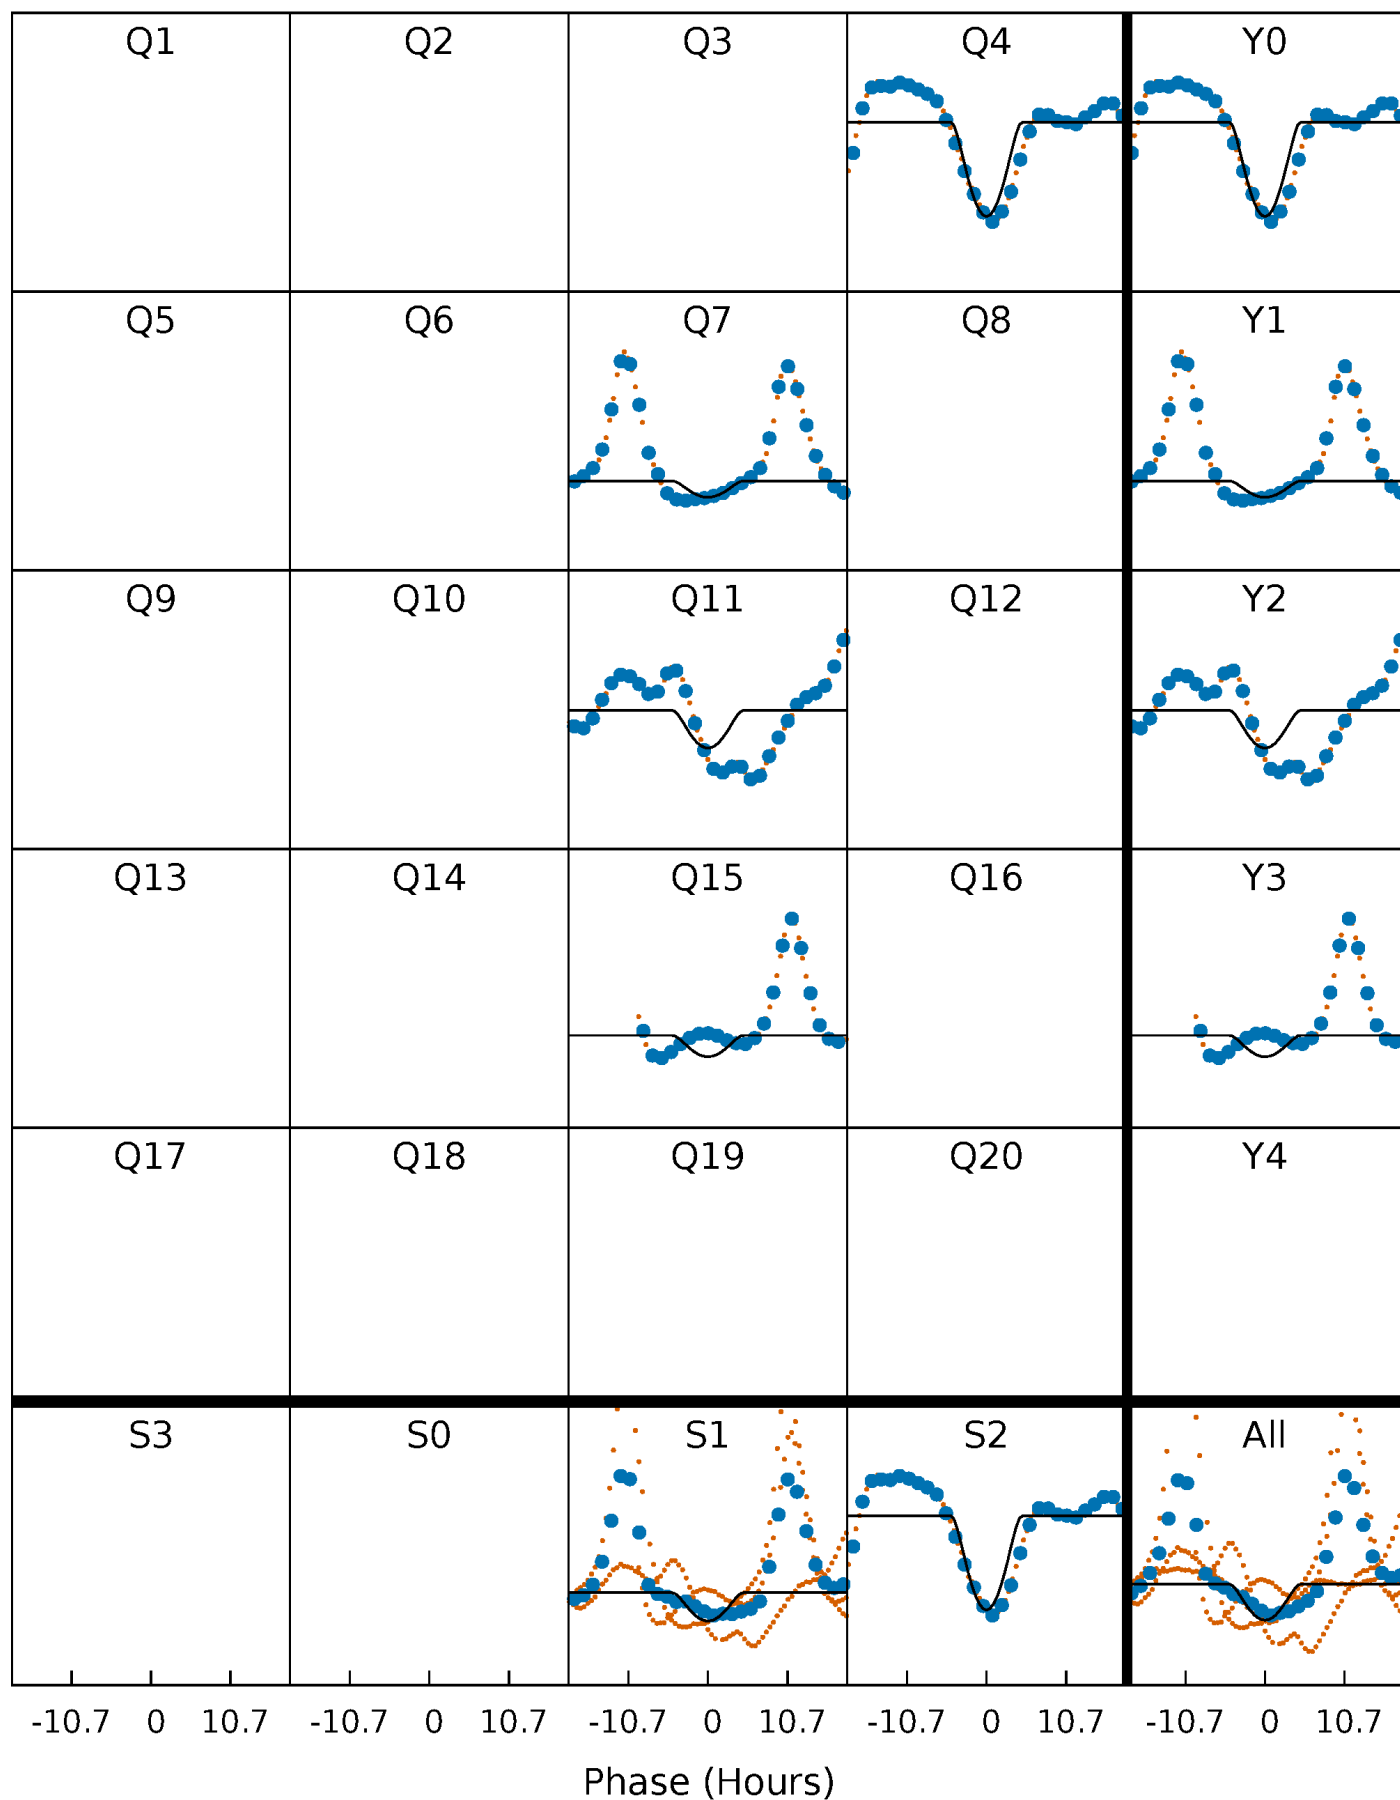 Q1 Q2 Q3 Q4 Y0
Q5 Q6 Q7 Q8 Y1
Q9 Q10 Q11 Q12 Y2
Q13 Q14 Q15 Q16 Y3
Q17 Q18 Q19 Q20 Y4
S3 S0 S1 S2 All
-10.7 0 10.7 -10.7 0 10.7 -10.7 0 10.7 -10.7 0 10.7 -10.7 0 10.7
Phase (Hours)